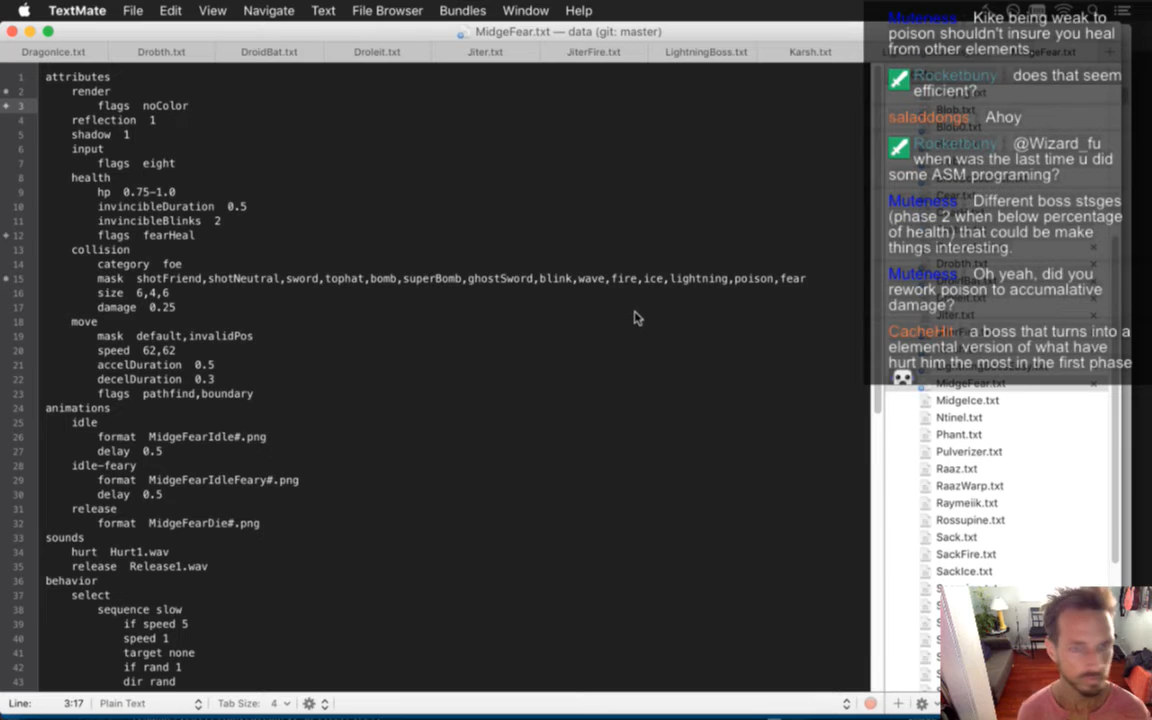 TextMate File Edit View Navigate Text File Browser Bundles Window Help
MidgeFear.txt — data (git: master)
DragonIce.txt Drobth.txt DroidBat.txt Droleit.txt Jiter.txt JiterFire.txt LightningBoss.txt Karsh.txt
1 attributes
2 render
3 flags noColor
4 reflection 1
5 shadow 1
6 input
7 flags eight
8 health
9 hp 0.75-1.0
10 invincibleDuration 0.5
11 invincibleBlinks 2
12 flags fearHeal
13 collision
14 category foe
15 mask shotFriend,shotNeutral,sword,tophat,bomb,superBomb,ghostSword,blink,wave,fire,ice,lightning,poison,fear
16 size 6,4,6
17 damage 0.25
18 move
19 mask default,invalidPos
20 speed 62,62
21 accelDuration 0.5
22 decelDuration 0.3
23 flags pathfind,boundary
24 animations
25 idle
26 format MidgeFearIdle#.png
27 delay 0.5
28 idle-feary
29 format MidgeFearIdleFeary#.png
30 delay 0.5
31 release
32 format MidgeFearDie#.png
33 sounds
34 hurt Hurt1.wav
35 release Release1.wav
36 behavior
37 select
38 sequence slow
39 if speed 5
40 speed 1
41 target none
42 if rand 1
43 dir rand
Line: 3:17 Plain Text Tab Size: 4
Muteness Kike being weak to
poison shouldn't insure you heal
from other elements.
Rocketbuny does that seem
efficient?
saladdongs Ahoy
Rocketbuny @Wizard_fu
when was the last time u did
some ASM programing?
Muteness Different boss stsges
(phase 2 when below percentage
of health) that could be make
things interesting.
Muteness Oh yeah, did you
rework poison to accumalative
damage?
CacheHit a boss that turns into a
elemental version of what have
hurt him the most in the first phase
MidgeFear.txt
MidgeIce.txt
Ntinel.txt
Phant.txt
Pulverizer.txt
Raaz.txt
RaazWarp.txt
Raymeiik.txt
Rossupine.txt
Sack.txt
SackFire.txt
SackIce.txt